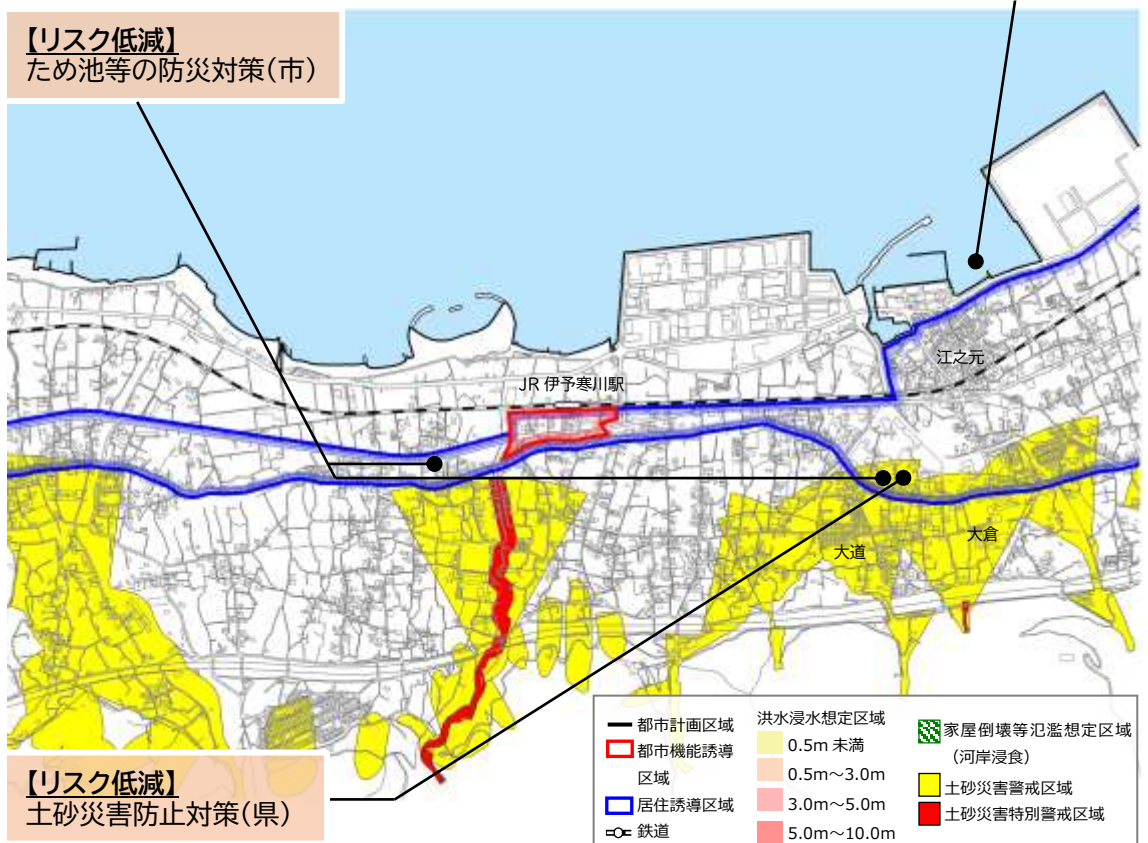 【リスク低減】
ため池等の防災対策(市)
JR 伊予寒川駅
江之元
大道
大倉
【リスク低減】
土砂災害防止対策(県)
都市計画区域
都市機能誘導
区域
居住誘導区域
鉄道
洪水浸水想定区域
0.5m 未満
0.5m~3.0m
3.0m~5.0m
5.0m~10.0m
家屋倒壊等氾濫想定区域
(河岸浸食)
土砂災害警戒区域
土砂災害特別警戒区域